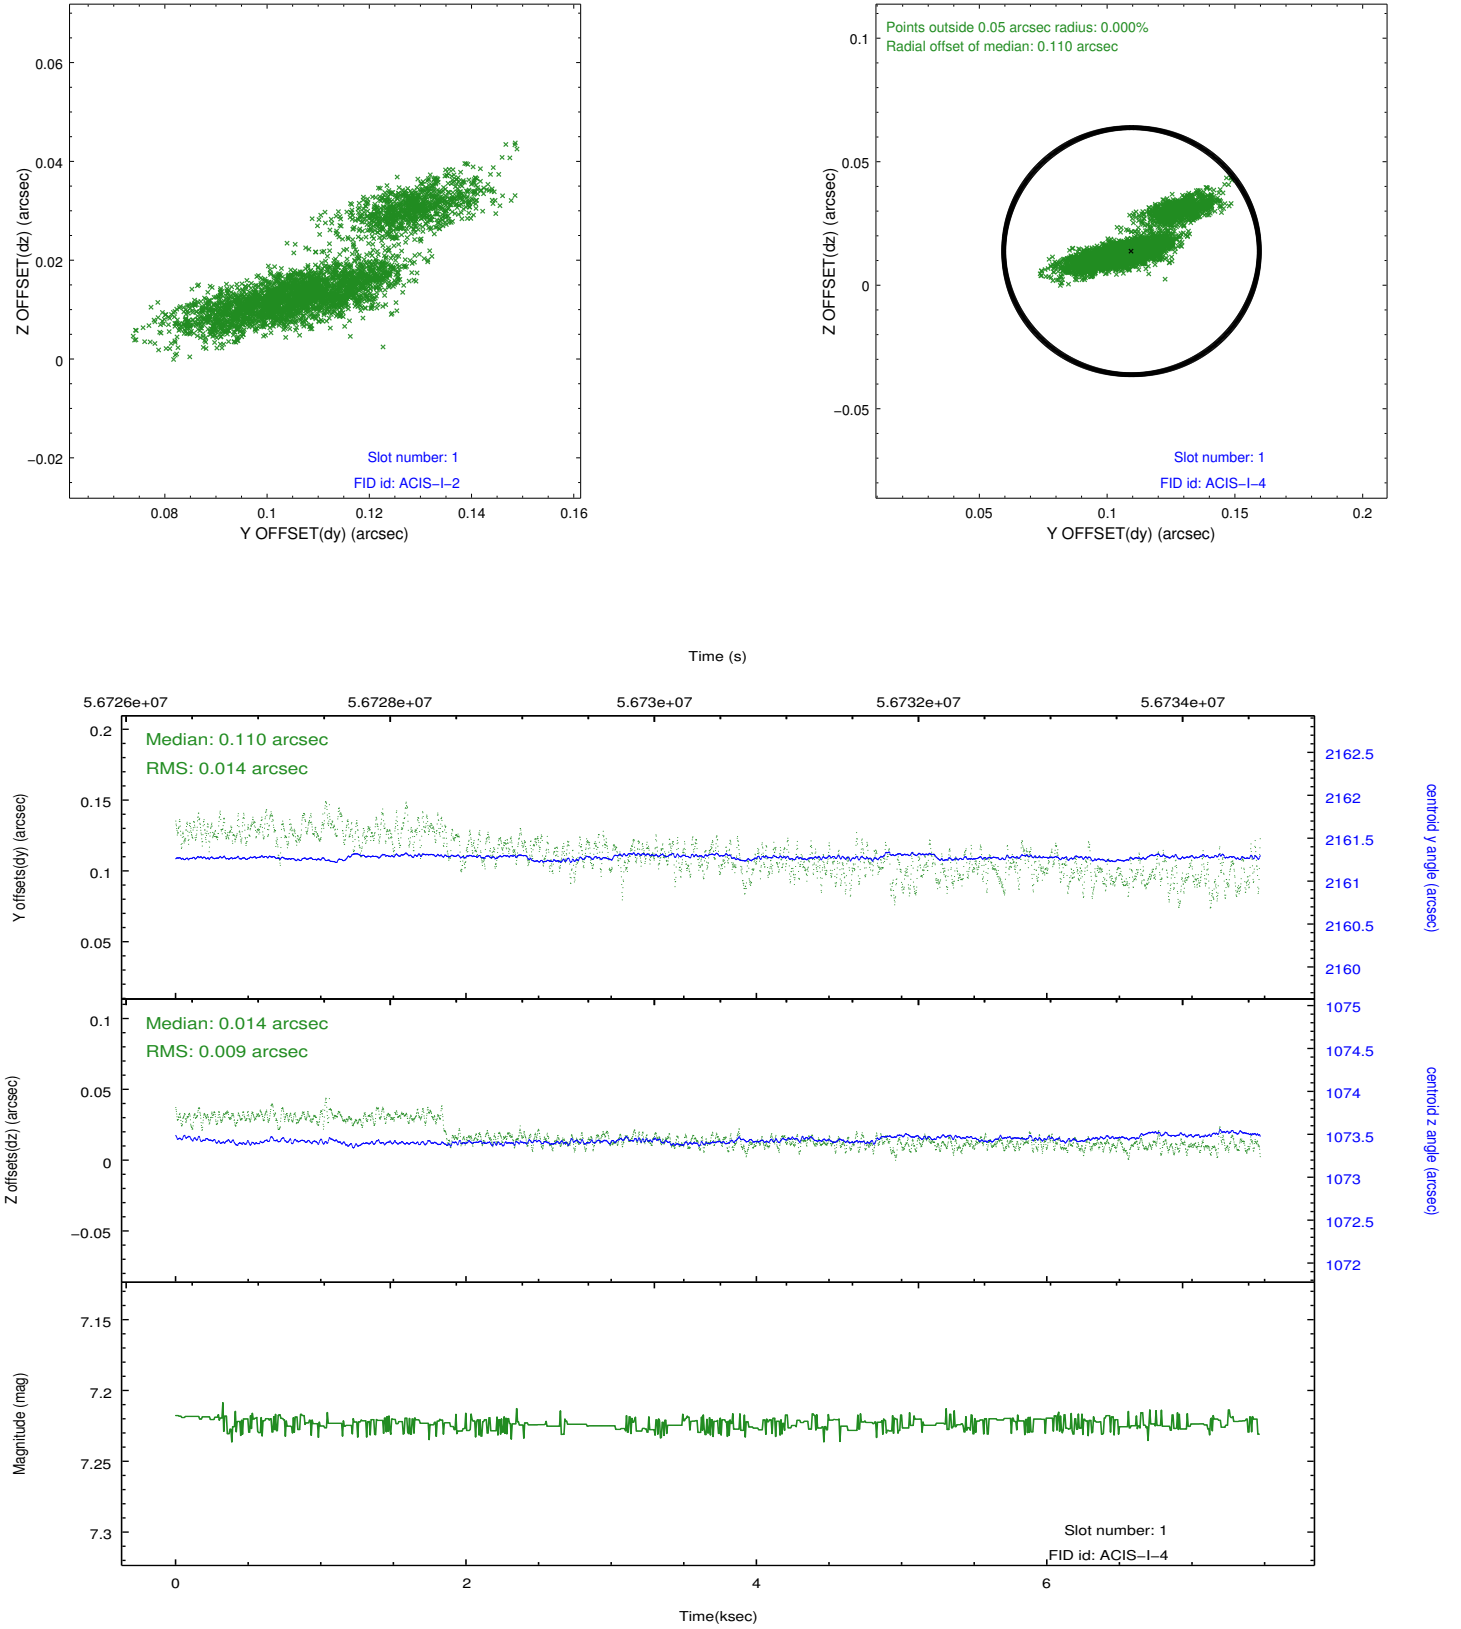 0.06
0.04
0.02
0
−0.02
Z OFFSET(dz) (arcsec)
Slot number: 1
FID id: ACIS−I−2
0.08
0.1
0.12
0.14
0.16
Y OFFSET(dy) (arcsec)
Points outside 0.05 arcsec radius: 0.000%
Radial offset of median: 0.110 arcsec
0.1
0.05
0
−0.05
Z OFFSET(dz) (arcsec)
Slot number: 1
FID id: ACIS−I−4
0.05
0.1
0.15
0.2
Y OFFSET(dy) (arcsec)
Time (s)
5.6726e+07
5.6728e+07
5.673e+07
5.6732e+07
5.6734e+07
Median: 0.110 arcsec
RMS: 0.014 arcsec
0.2
0.15
0.1
0.05
Y offsets(dy) (arcsec)
2162.5
2162
2161.5
2161
2160.5
2160
centroid y angle (arcsec)
Median: 0.014 arcsec
RMS: 0.009 arcsec
0.1
0.05
0
−0.05
Z offsets(dz) (arcsec)
1075
1074.5
1074
1073.5
1073
1072.5
1072
centroid z angle (arcsec)
7.15
7.2
7.25
7.3
Magnitude (mag)
Slot number: 1
FID id: ACIS−I−4
0
2
4
6
Time(ksec)